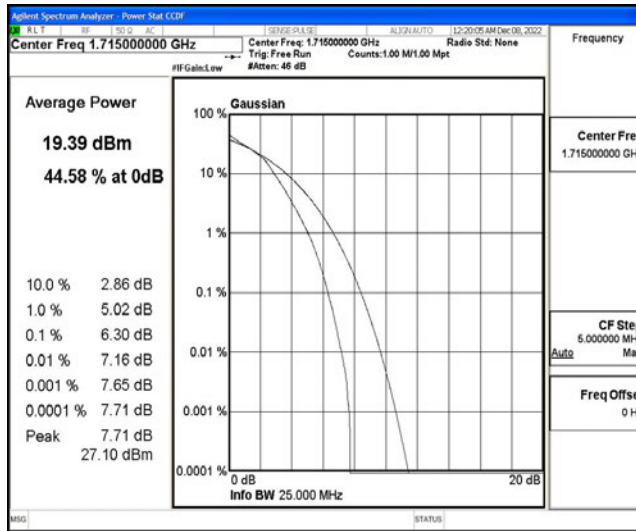 Agilent Spectrum Analyzer - Power Stat CCDF
RLT RF 50 Ω AC SENSE:PULSE ALIGN AUTO 12:20:05 AM Dec 08, 2022
Center Freq 1.715000000 GHz
Center Freq: 1.715000000 GHz Radio Std: None
Trig: Free Run Counts:1.00 M/1.00 Mpt
#IFGain:Low #Atten: 46 dB
Frequency
Average Power
19.39 dBm
44.58 % at 0dB
10.0 % 2.86 dB
1.0 % 5.02 dB
0.1 % 6.30 dB
0.01 % 7.16 dB
0.001 % 7.65 dB
0.0001 % 7.71 dB
Peak 7.71 dB
27.10 dBm
Gaussian
100 %
10 %
1 %
0.1 %
0.01 %
0.001 %
0.0001 %
0 dB 20 dB
Info BW 25.000 MHz
Center Fre
1.715000000 GH
CF Ste
5.000000 MH
Auto Ma
Freq Offse
0 H
MSG STATUS